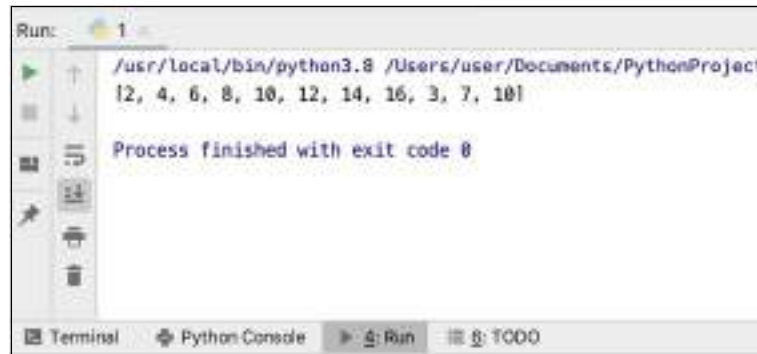 Run: 1
/usr/local/bin/python3.8 /Users/user/Documents/PythonProject
[2, 4, 6, 8, 10, 12, 14, 16, 3, 7, 10]
Process finished with exit code 0
Terminal Python Console 4: Run 6: TODO